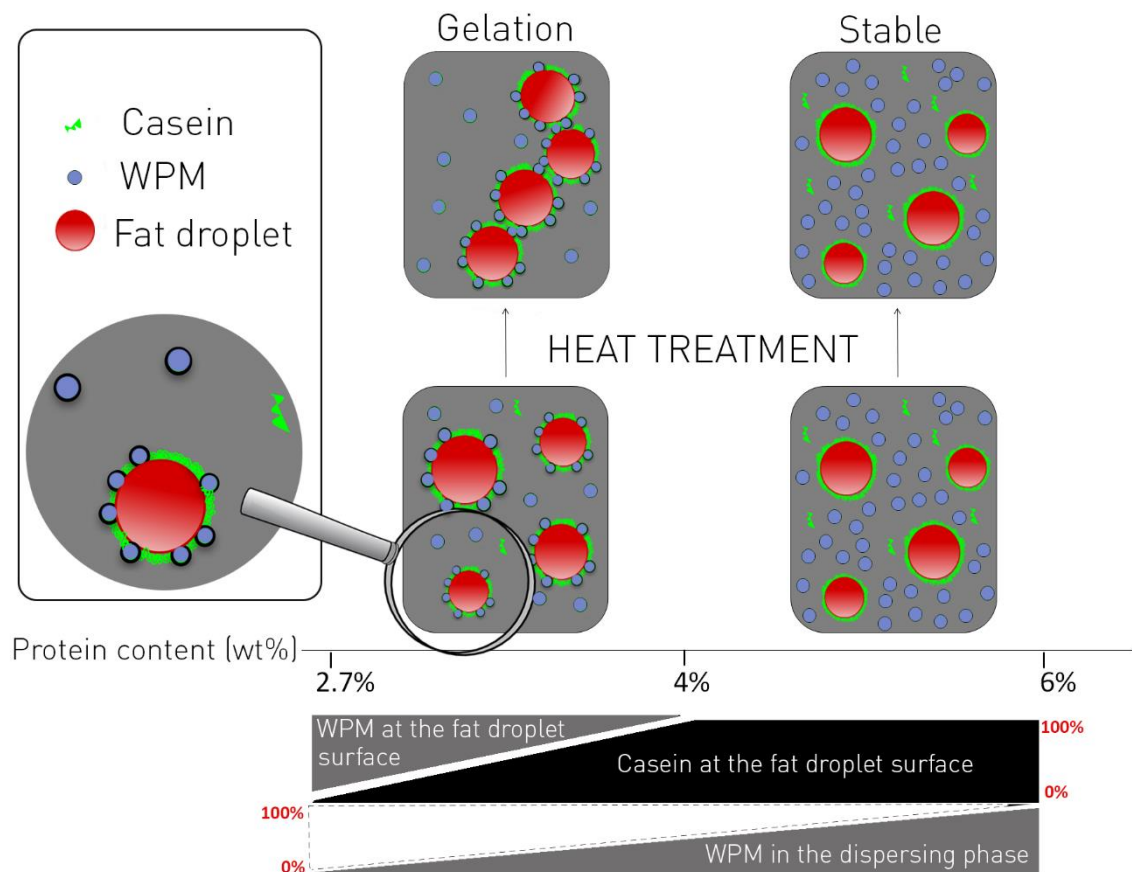 Gelation
Stable
Casein
WPM
Fat droplet
HEAT TREATMENT
Protein content (wt%)
2.7%
4%
6%
WPM at the fat droplet
surface
100%
Casein at the fat droplet surface
0%
100%
0%
WPM in the dispersing phase